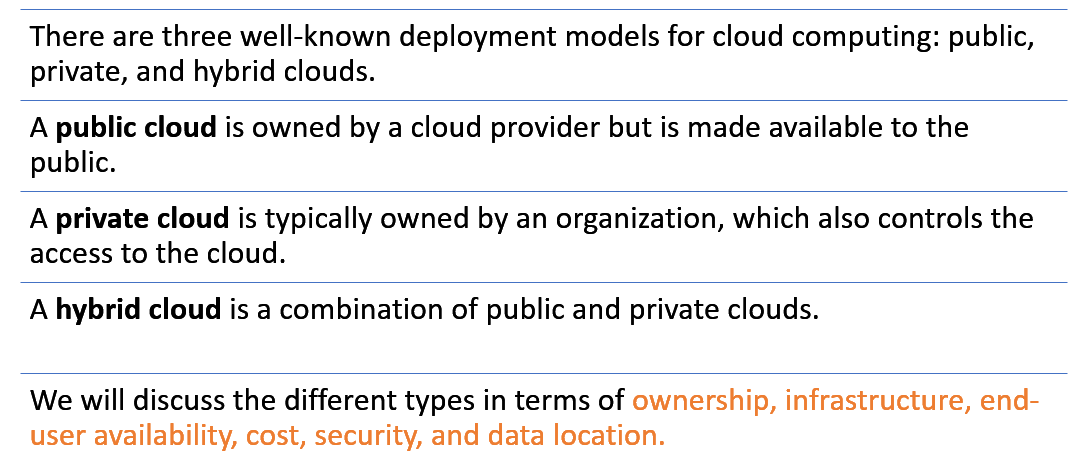 There are three well-known deployment models for cloud computing: public,
private, and hybrid clouds.
A public cloud is owned by a cloud provider but is made available to the
public.
A private cloud is typically owned by an organization, which also controls the
access to the cloud.
A hybrid cloud is a combination of public and private clouds.
We will discuss the different types in terms of ownership, infrastructure, end-
user availability, cost, security, and data location.